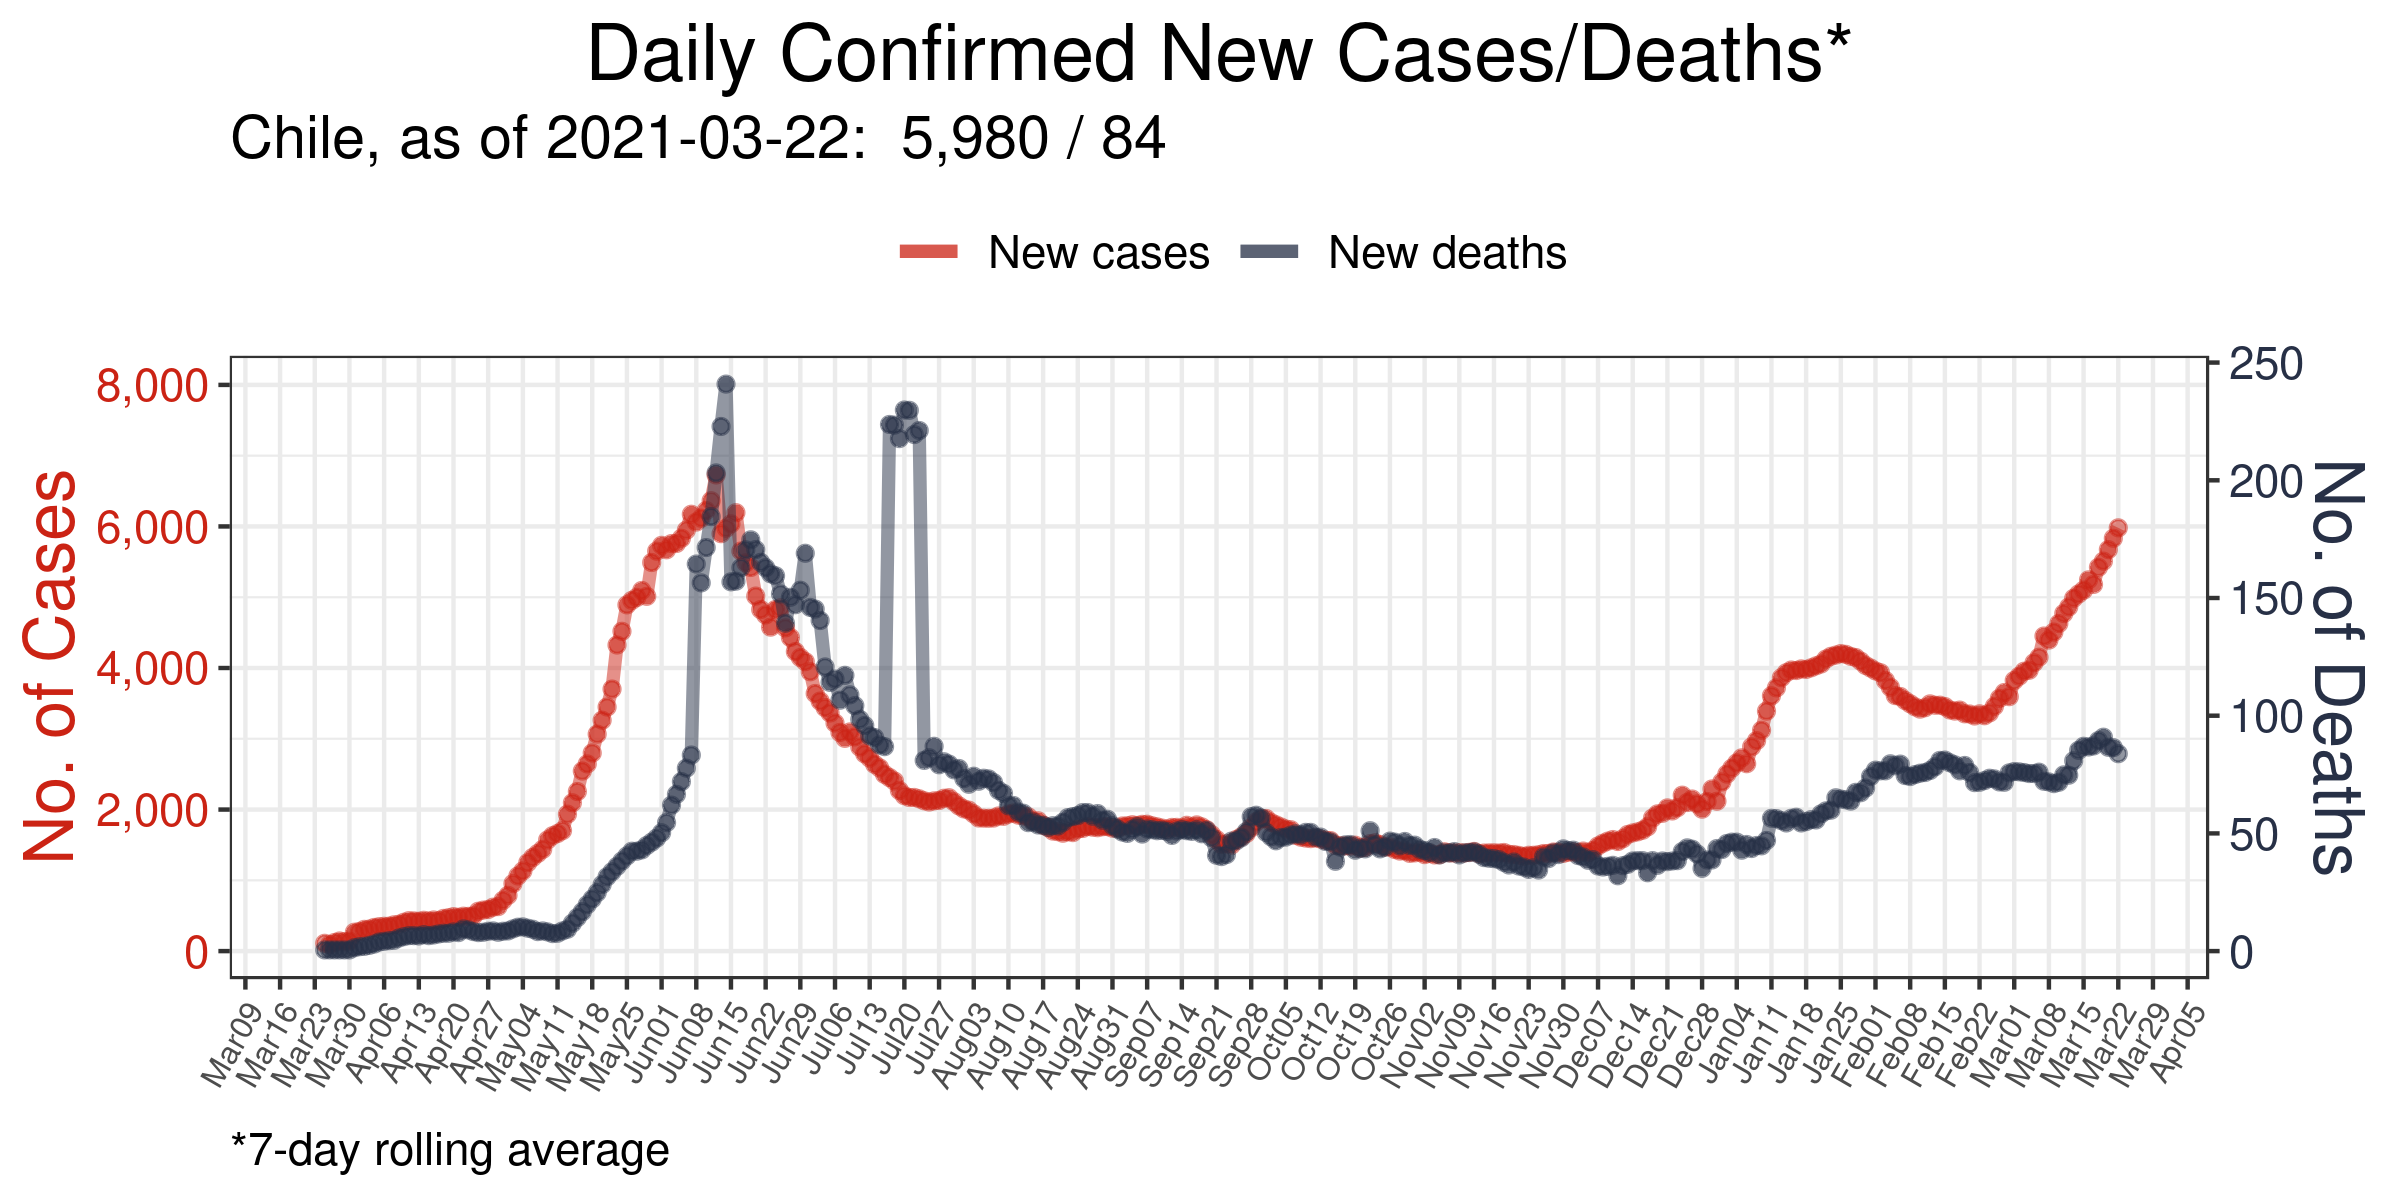 Daily Confirmed New Cases/Deaths*
Chile, as of 2021-03-22:  5,980 / 84
New cases
New deaths
No. of Cases
8,000
6,000
4,000
2,000
0
250
200
150
100
50
0
No. of Deaths
Mar09
Mar16
Mar23
Mar30
Apr06
Apr13
Apr20
Apr27
May04
May11
May18
May25
Jun01
Jun08
Jun15
Jun22
Jun29
Jul06
Jul13
Jul20
Jul27
Aug03
Aug10
Aug17
Aug24
Aug31
Sep07
Sep14
Sep21
Sep28
Oct05
Oct12
Oct19
Oct26
Nov02
Nov09
Nov16
Nov23
Nov30
Dec07
Dec14
Dec21
Dec28
Jan04
Jan11
Jan18
Jan25
Feb01
Feb08
Feb15
Feb22
Mar01
Mar08
Mar15
Mar22
Mar29
Apr05
*7-day rolling average